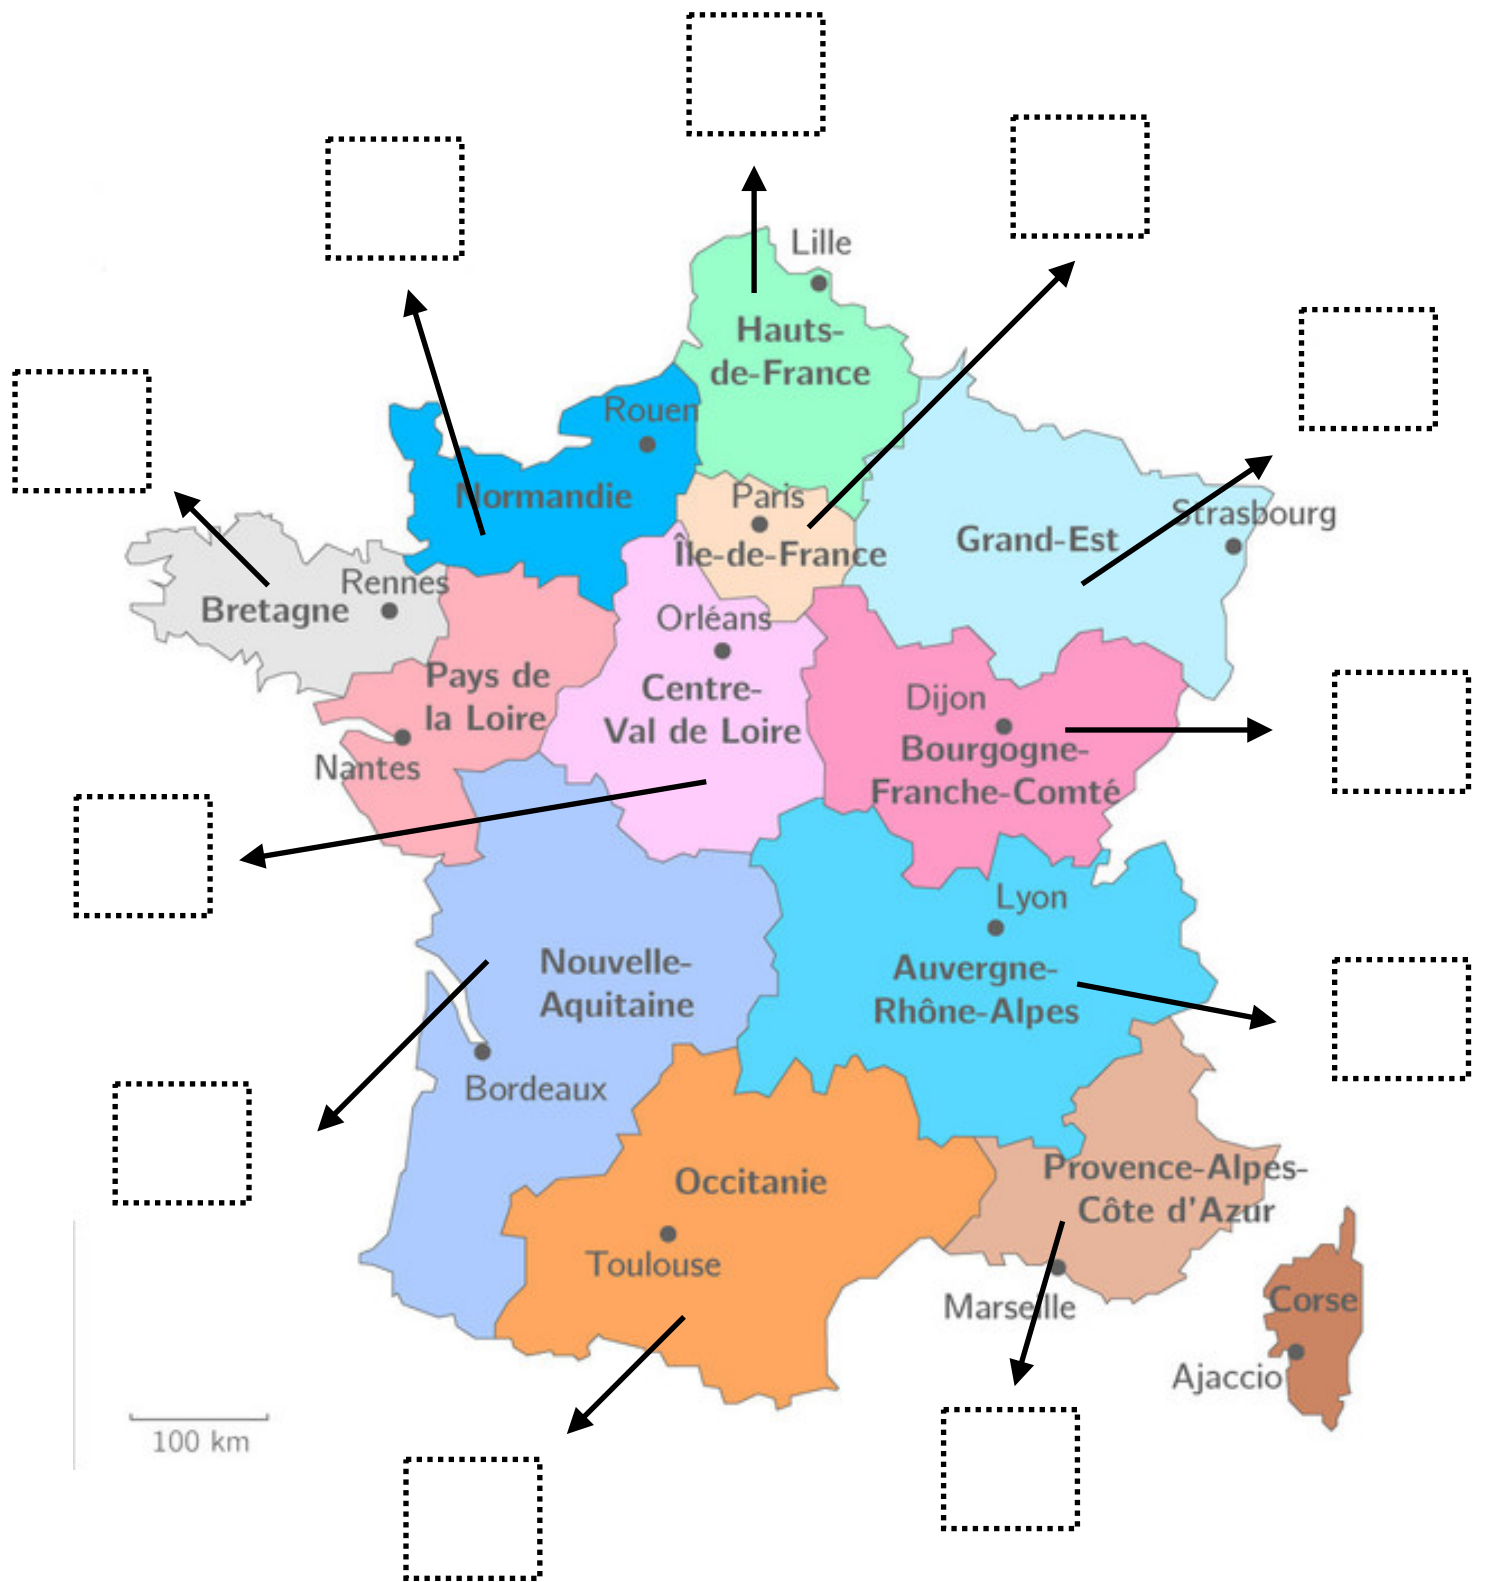 Lille
Hauts-
de-France
Rouen
Normandie
Paris
Île-de-France
Grand-Est
Strasbourg
Rennes
Bretagne
Orléans
Centre-
Val de Loire
Pays de
la Loire
Nantes
Dijon
Bourgogne-
Franche-Comté
Lyon
Auvergne-
Rhône-Alpes
Nouvelle-
Aquitaine
Bordeaux
Occitanie
Toulouse
Provence-Alpes-
Côte d'Azur
Marseille
Corse
Ajaccio
100 km